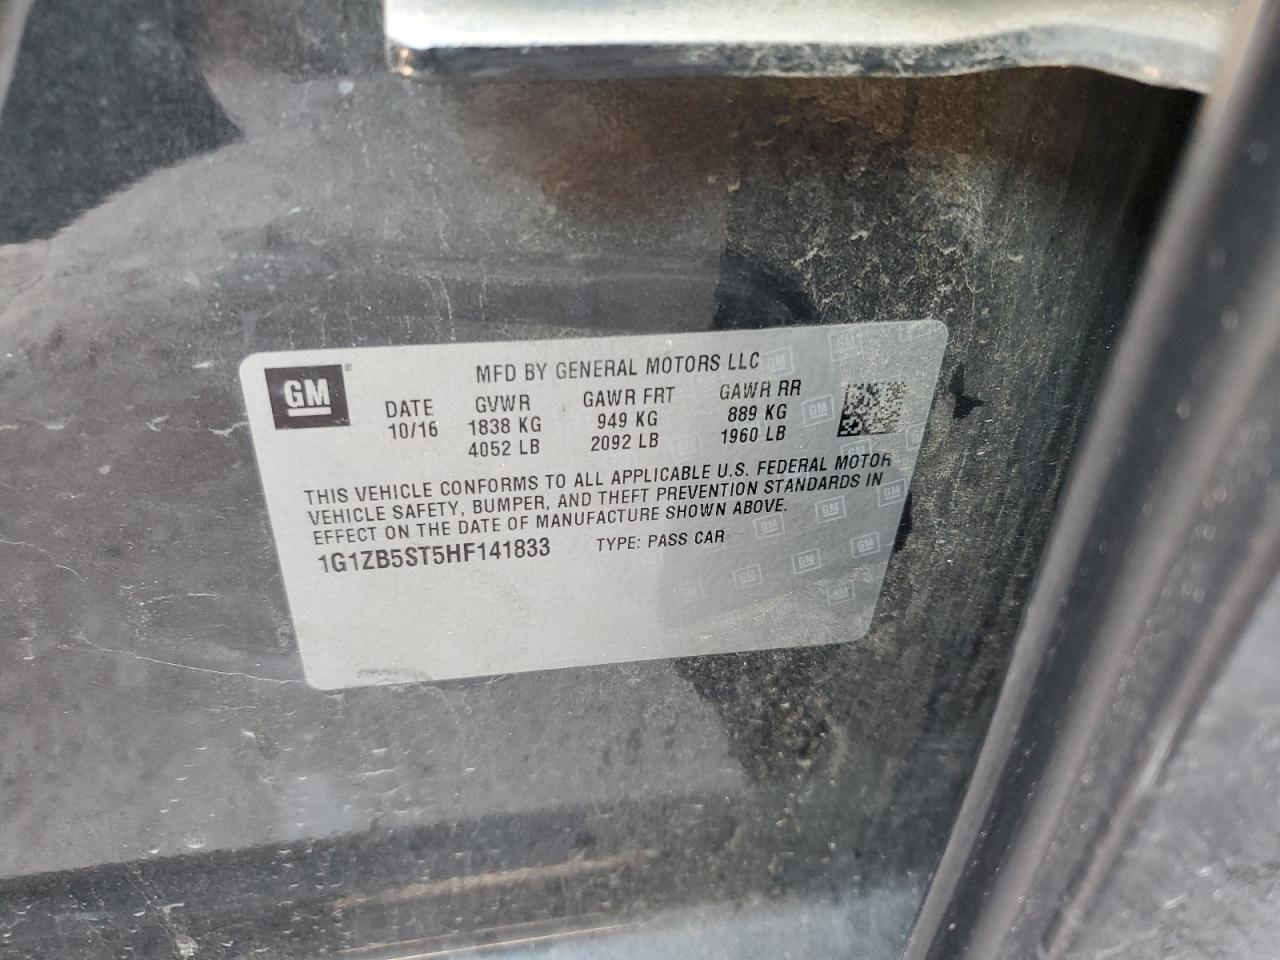 GM
MFD BY GENERAL MOTORS LLC
DATE GVWR GAWR FRT GAWR RR
10/16 1838 KG 949 KG 889 KG
4052 LB 2092 LB 1960 LB
THIS VEHICLE CONFORMS TO ALL APPLICABLE U.S. FEDERAL MOTOR
VEHICLE SAFETY, BUMPER, AND THEFT PREVENTION STANDARDS IN
EFFECT ON THE DATE OF MANUFACTURE SHOWN ABOVE.
1G1ZB5ST5HF141833 TYPE: PASS CAR